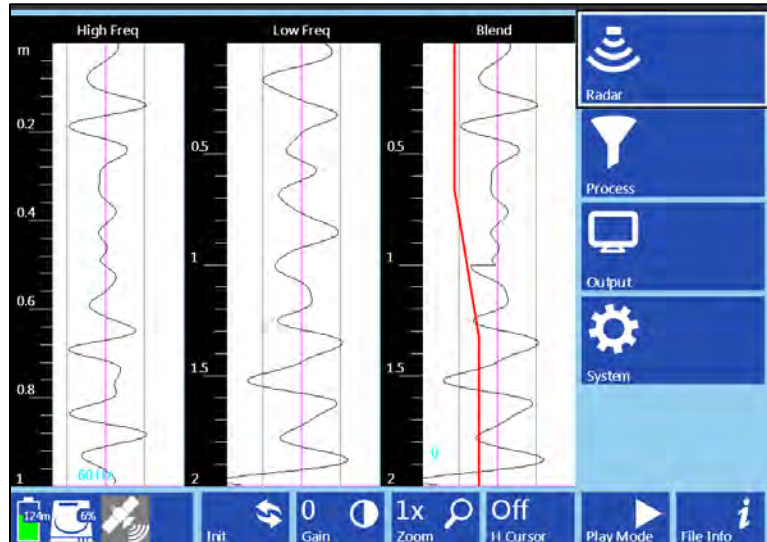 High Freq
Low Freq
Blend
m
0.2
0.4
0.6
0.8
1
60 Hz
0.5
1
1.5
2
0.5
1
1.5
2
0
Radar
Process
Output
System
124m
6%
Init
0
Gain
1x
Zoom
Off
H Cursor
Play Mode
i
File Info